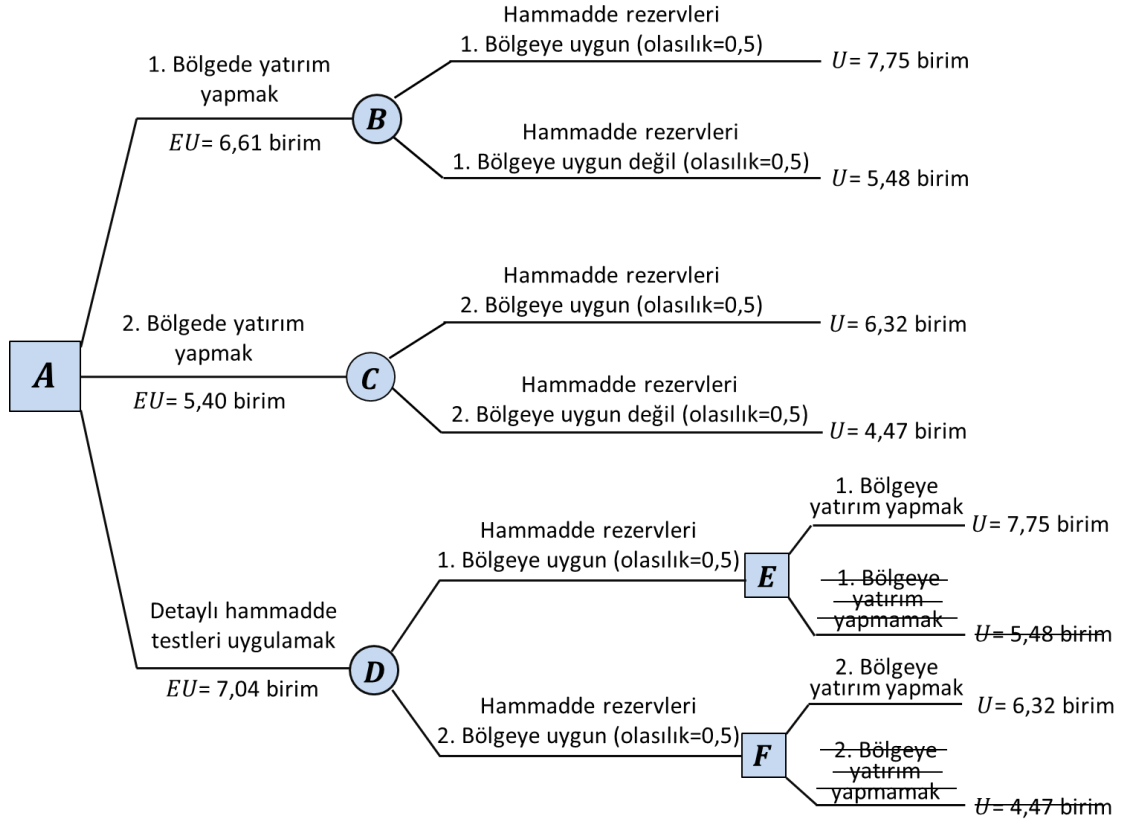 Hammadde rezervleri
1. Bölgeye uygun (olasılık=0,5)
U= 7,75 birim
1. Bölgede yatırım
yapmak
B
EU= 6,61 birim
Hammadde rezervleri
1. Bölgeye uygun değil (olasılık=0,5)
U= 5,48 birim
Hammadde rezervleri
2. Bölgeye uygun (olasılık=0,5)
U= 6,32 birim
2. Bölgede yatırım
yapmak
A
C
EU= 5,40 birim
Hammadde rezervleri
2. Bölgeye uygun değil (olasılık=0,5)
U= 4,47 birim
1. Bölgeye
yatırım yapmak
U= 7,75 birim
Hammadde rezervleri
1. Bölgeye uygun (olasılık=0,5)
E
1. Bölgeye
yatırım
yapmamak
U= 5,48 birim
Detaylı hammadde
testleri uygulamak
D
EU= 7,04 birim
2. Bölgeye
yatırım yapmak
U= 6,32 birim
Hammadde rezervleri
2. Bölgeye uygun (olasılık=0,5)
F
2. Bölgeye
yatırım
yapmamak
U= 4,47 birim